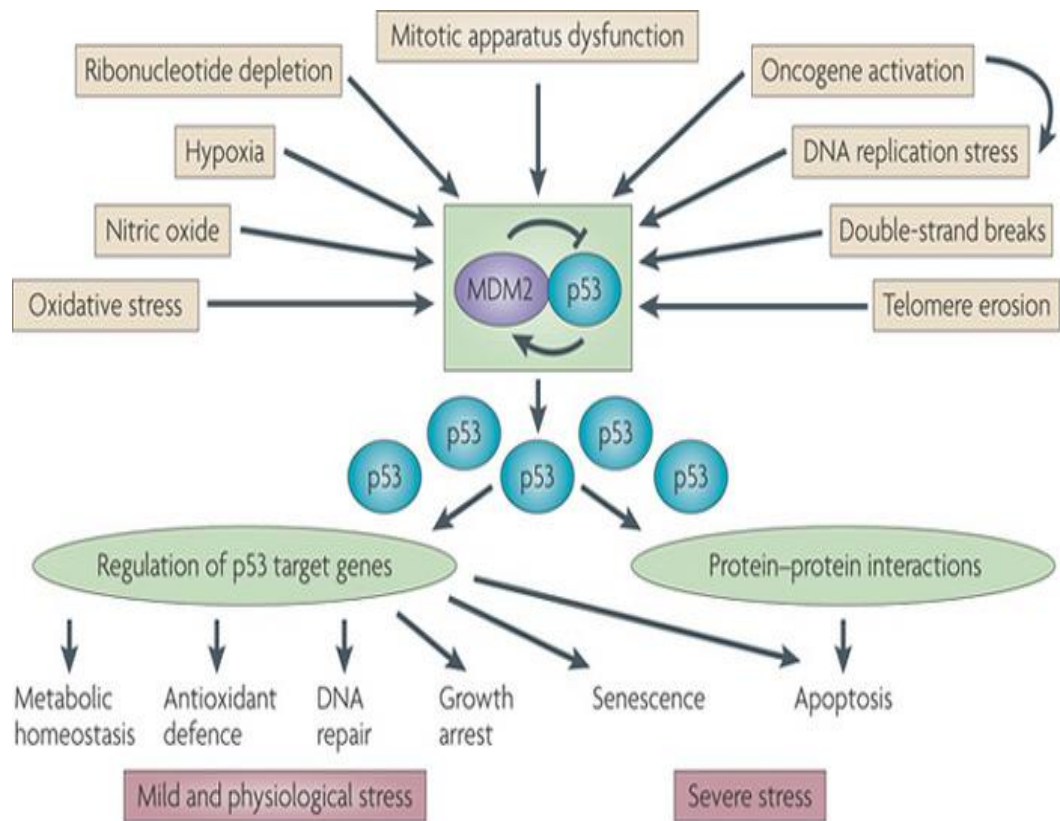 Mitotic apparatus dysfunction
Ribonucleotide depletion
Oncogene activation
Hypoxia
DNA replication stress
Nitric oxide
Double-strand breaks
Oxidative stress
Telomere erosion
MDM2
p53
p53
p53
p53
p53
p53
Regulation of p53 target genes
Protein–protein interactions
Metabolic
homeostasis
Antioxidant
defence
DNA
repair
Growth
arrest
Senescence
Apoptosis
Mild and physiological stress
Severe stress